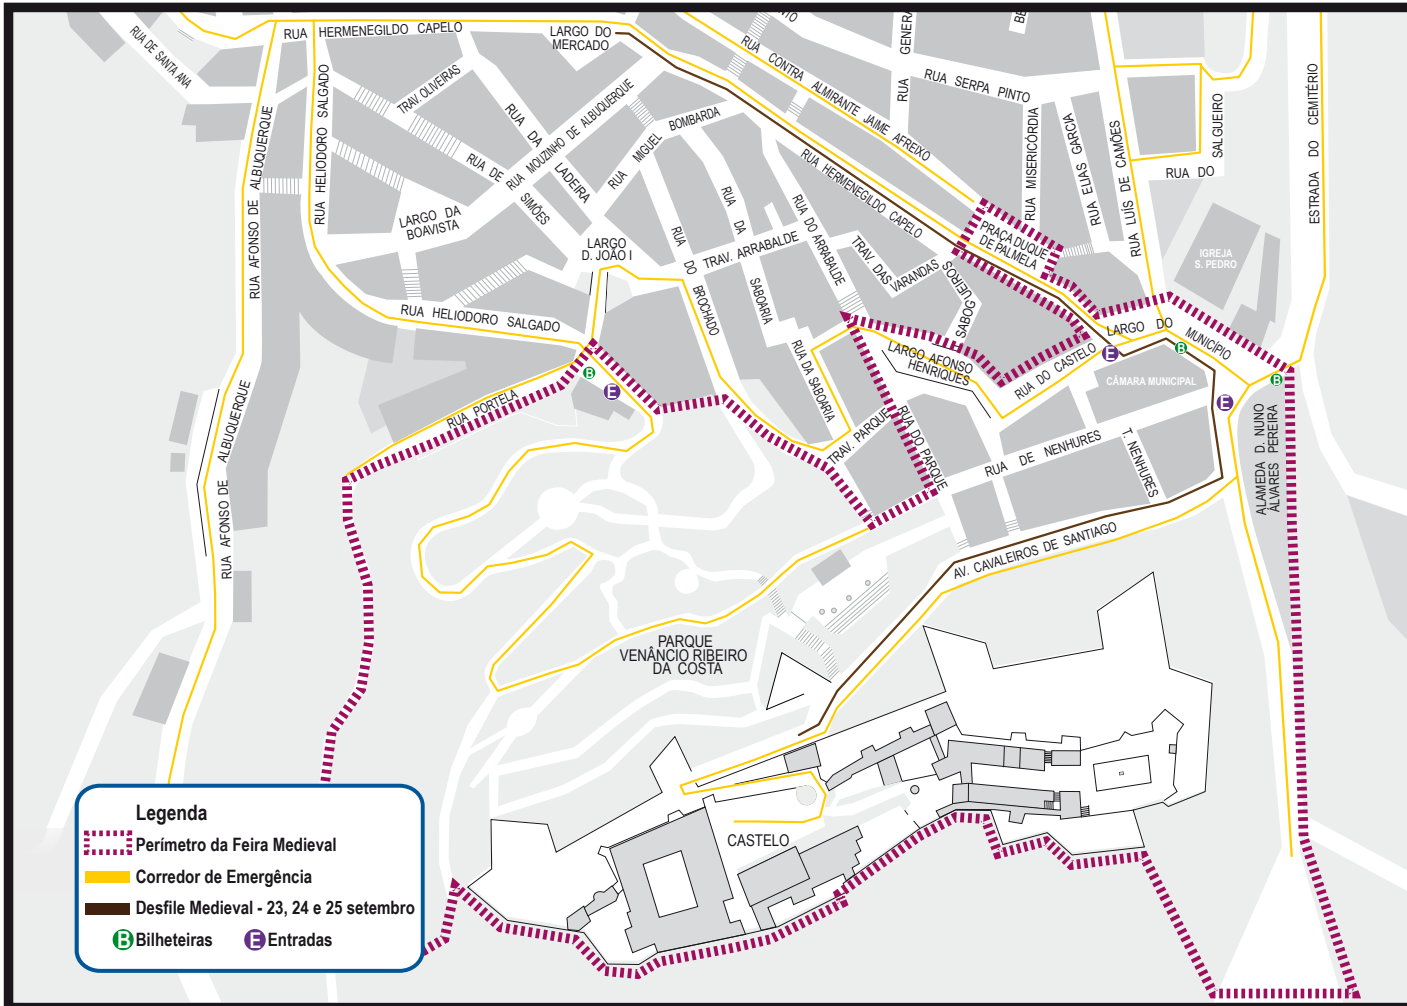 RUA DE SANTA ANA
RUA HERMENEGILDO CAPELO
LARGO DO
MERCADO
RUA CONTRA ALMIRANTE JAIME AFREIXO
NTO
RUA GENERA
BE
RUA SERPA PINTO
ESTRADA DO CEMITÉRIO
RUA AFONSO DE ALBUQUERQUE
RUA HELIODORO SALGADO
TRAV. OLIVEIRAS
RUA DA LADEIRA
RUA MOUZINHO DE ALBUQUERQUE
RUA MIGUEL BOMBARDA
RUA DE SIMÕES
RUA HERMENEGILDO CAPELO
RUA MISERICÓRDIA
RUA ELIAS GARCIA
RUA LUÍS DE CAMÕES
RUA DO SALGUEIRO
LARGO DA
BOAVISTA
LARGO
D. JOÃO I
RUA DO BROCHADO
RUA DA SABOARIA
TRAV. ARRABALDE
RUA DO ARRABALDE
TRAV. DAS
VARANDAS
SABOGUEIROS
PRAÇA DUQUE
DE PALMELA
IGREJA
S. PEDRO
RUA HELIODORO SALGADO
RUA DA SABOARIA
LARGO AFONSO
HENRIQUES
RUA DO CASTELO
LARGO DO MUNICÍPIO
B
E
CÂMARA MUNICIPAL
B
E
B
E
RUA PORTELA
RUA AFONSO DE ALBUQUERQUE
TRAV. PARQUE
RUA DO PARQUE
RUA DE NENHURES
T. NENHURES
ALAMEDA D. NUNO
ÁLVARES PEREIRA
AV. CAVALEIROS DE SANTIAGO
PARQUE
VENÂNCIO RIBEIRO
DA COSTA
CASTELO
Legenda
Perímetro da Feira Medieval
Corredor de Emergência
Desfile Medieval - 23, 24 e 25 setembro
B Bilheteiras E Entradas